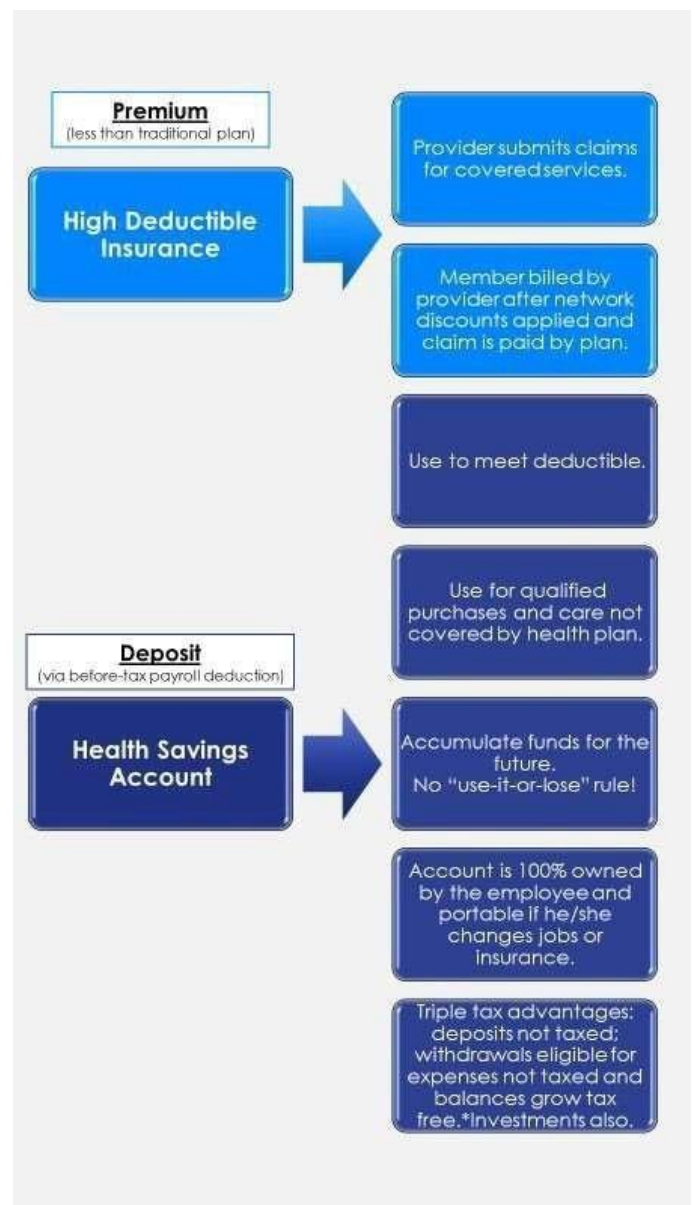 Premium
(less than traditional plan)
High Deductible
Insurance
Provider submits claims
for covered services.
Member billed by
provider after network
discounts applied and
claim is paid by plan.
Use to meet deductible.
Use for qualified
purchases and care not
covered by health plan.
Deposit
(via before-tax payroll deduction)
Health Savings
Account
Accumulate funds for the
future.
No “use-it-or-lose” rule!
Account is 100% owned
by the employee and
portable if he/she
changes jobs or
insurance.
Triple tax advantages:
deposits not taxed;
withdrawals eligible for
expenses not taxed and
balances grow tax
free.*Investments also.